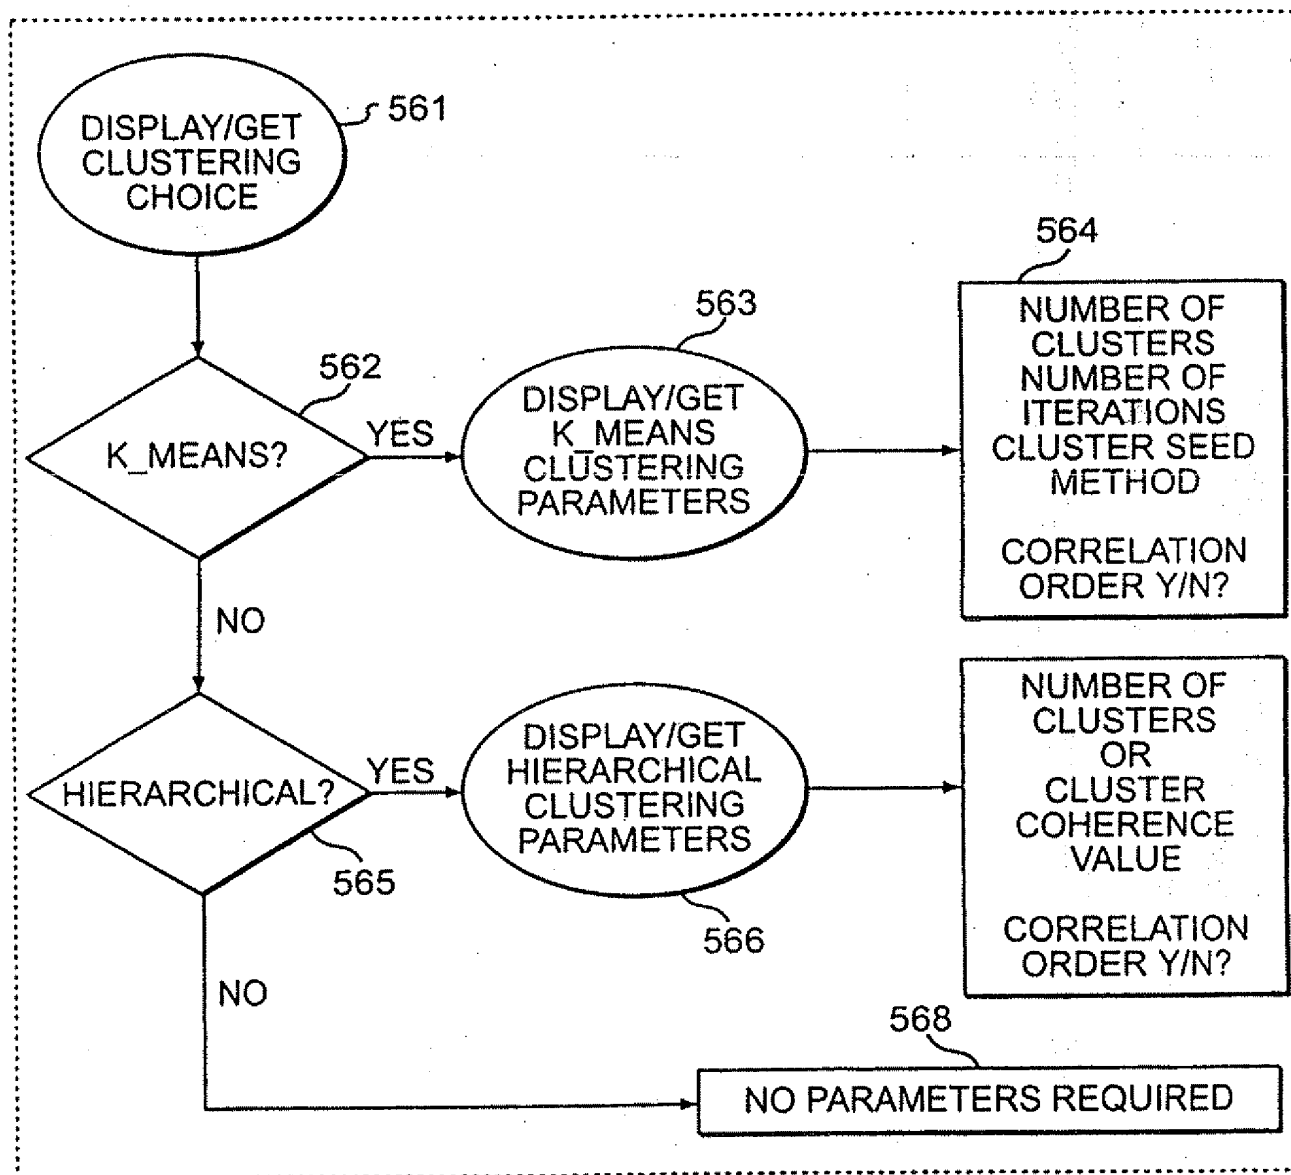 561
DISPLAY/GET
CLUSTERING
CHOICE
562
K_MEANS?
YES
563
DISPLAY/GET
K_MEANS
CLUSTERING
PARAMETERS
564
NUMBER OF
CLUSTERS
NUMBER OF
ITERATIONS
CLUSTER SEED
METHOD
CORRELATION
ORDER Y/N?
NO
HIERARCHICAL?
565
YES
DISPLAY/GET
HIERARCHICAL
CLUSTERING
PARAMETERS
566
NUMBER OF
CLUSTERS
OR
CLUSTER
COHERENCE
VALUE
CORRELATION
ORDER Y/N?
NO
568
NO PARAMETERS REQUIRED